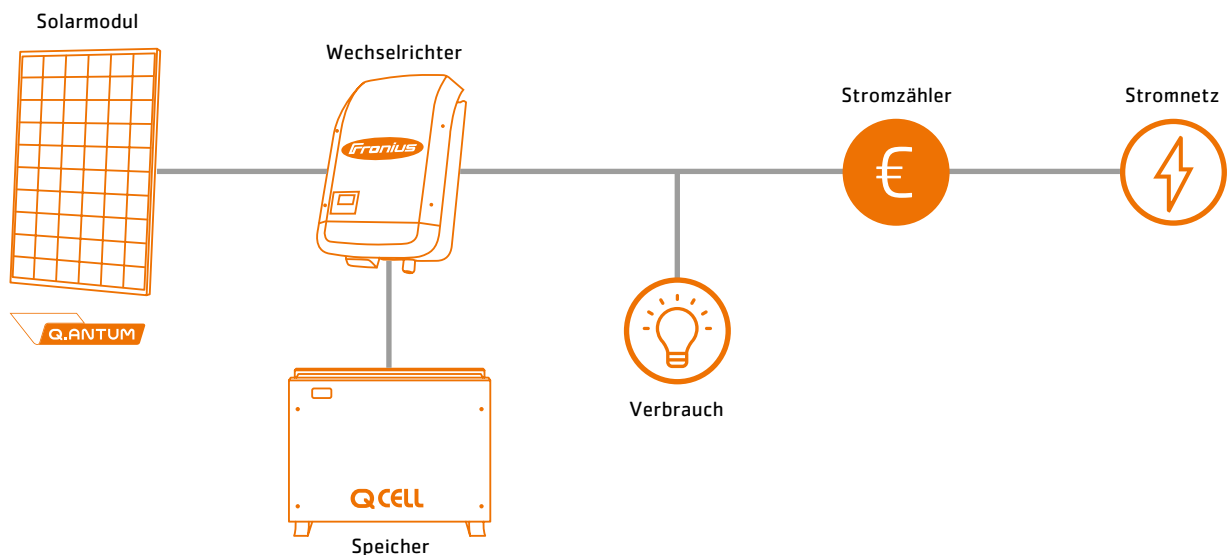 Solarmodul
Wechselrichter
Stromzähler
Stromnetz
Fronius
€
Q.ANTUM
Verbrauch
Q CELL
Speicher